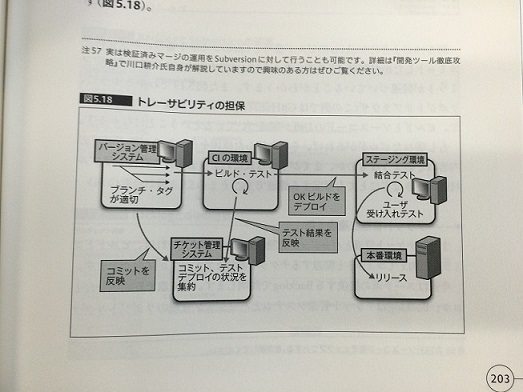 す（図5.18）。
注57 実は検証済みマージの運用をSubversionに対して行うことも可能です。詳細は『開発ツール徹底攻
略』で川口耕介氏自身が解説していますので興味のある方はぜひご覧ください。
図5.18 トレーサビリティの担保
バージョン管理
システム
ブランチ・タグ
が適切
CIの環境
ビルド・テスト
ステージング環境
結合テスト
ユーザ
受け入れテスト
OKビルドを
デプロイ
テスト結果を
反映
コミットを
反映
チケット管理
システム
コミット、テスト
デプロイの状況を
集約
本番環境
リリース
203